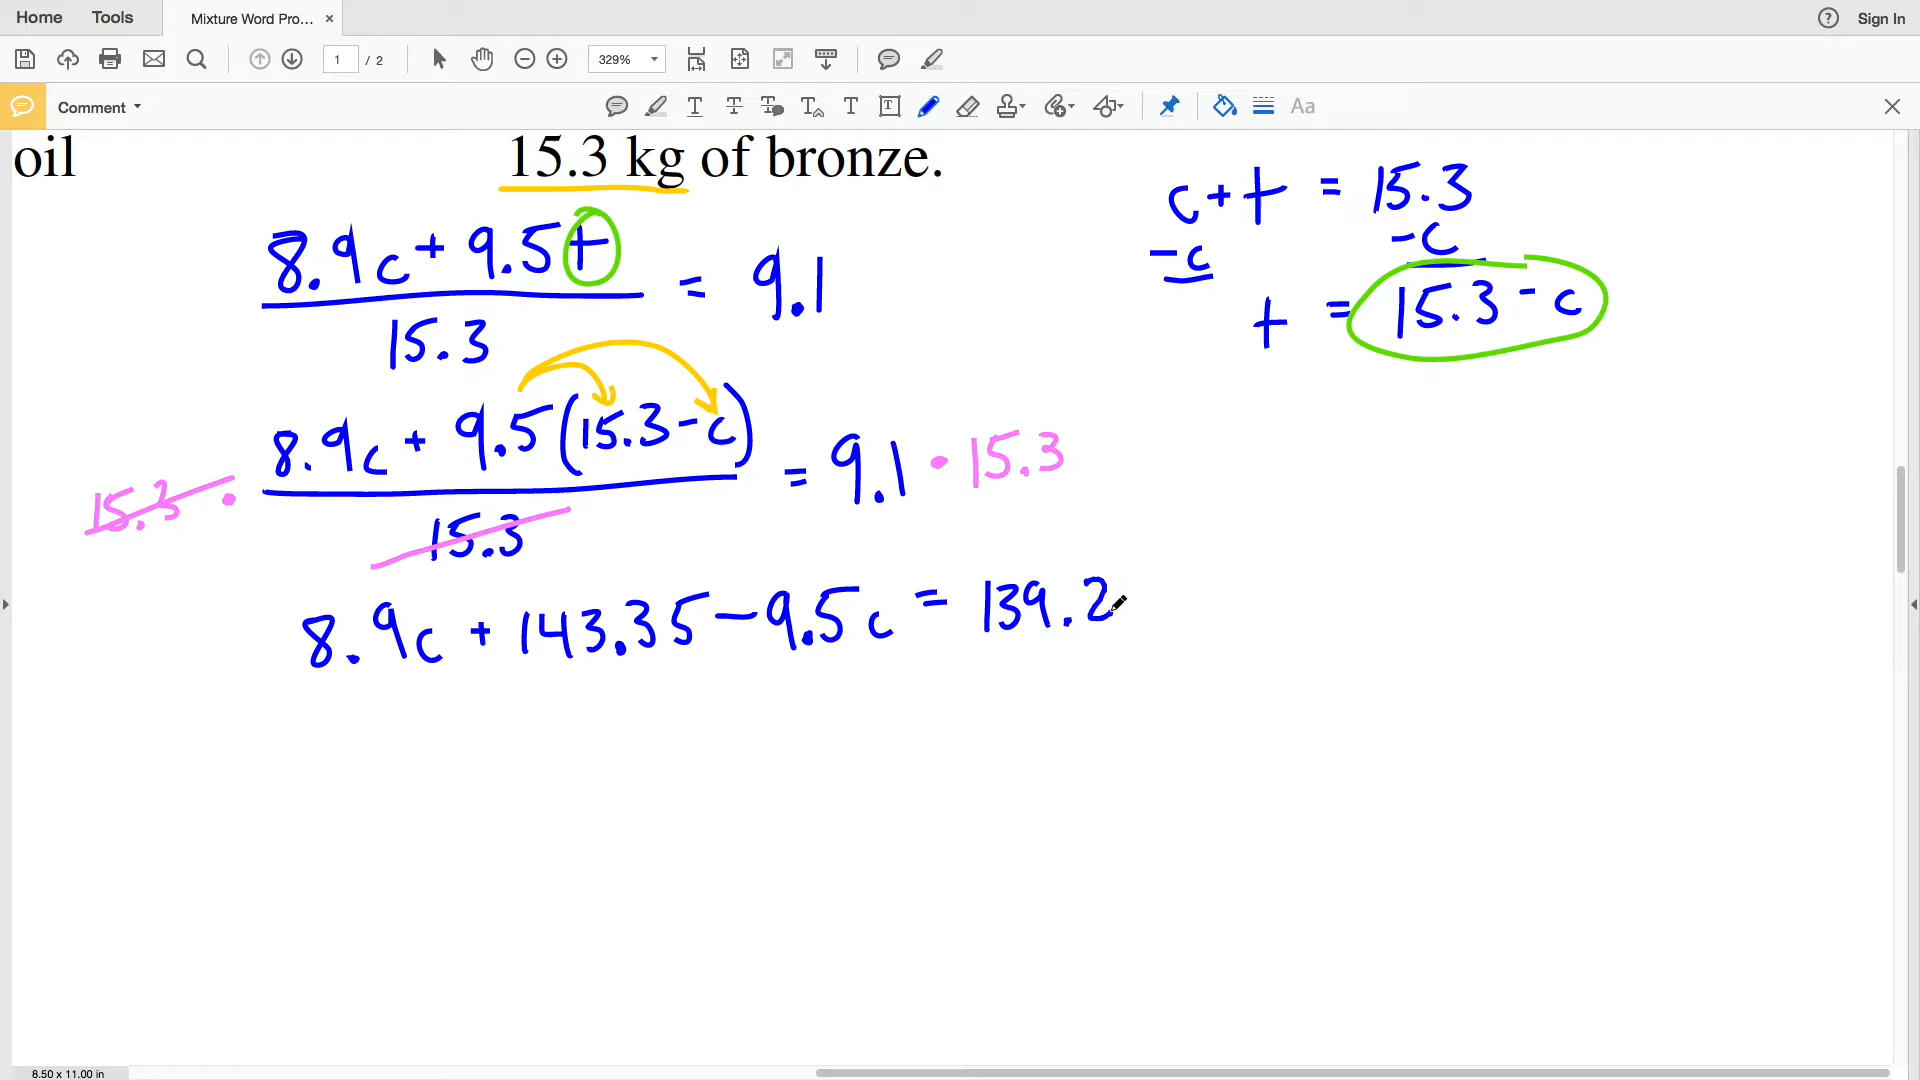 Home Tools Mixture Word Pro... × ? Sign In
1 / 2 329%
Comment T T T T T T Aa
oil 15.3 kg of bronze.
c + t = 15.3
-c -c
t = 15.3 - c
8.9c + 9.5t
15.3
= 9.1
8.9c + 9.5(15.3-c)
15.3 · = 9.1 · 15.3
15.3
8.9c + 143.35 - 9.5c = 139.2
8.50 x 11.00 in